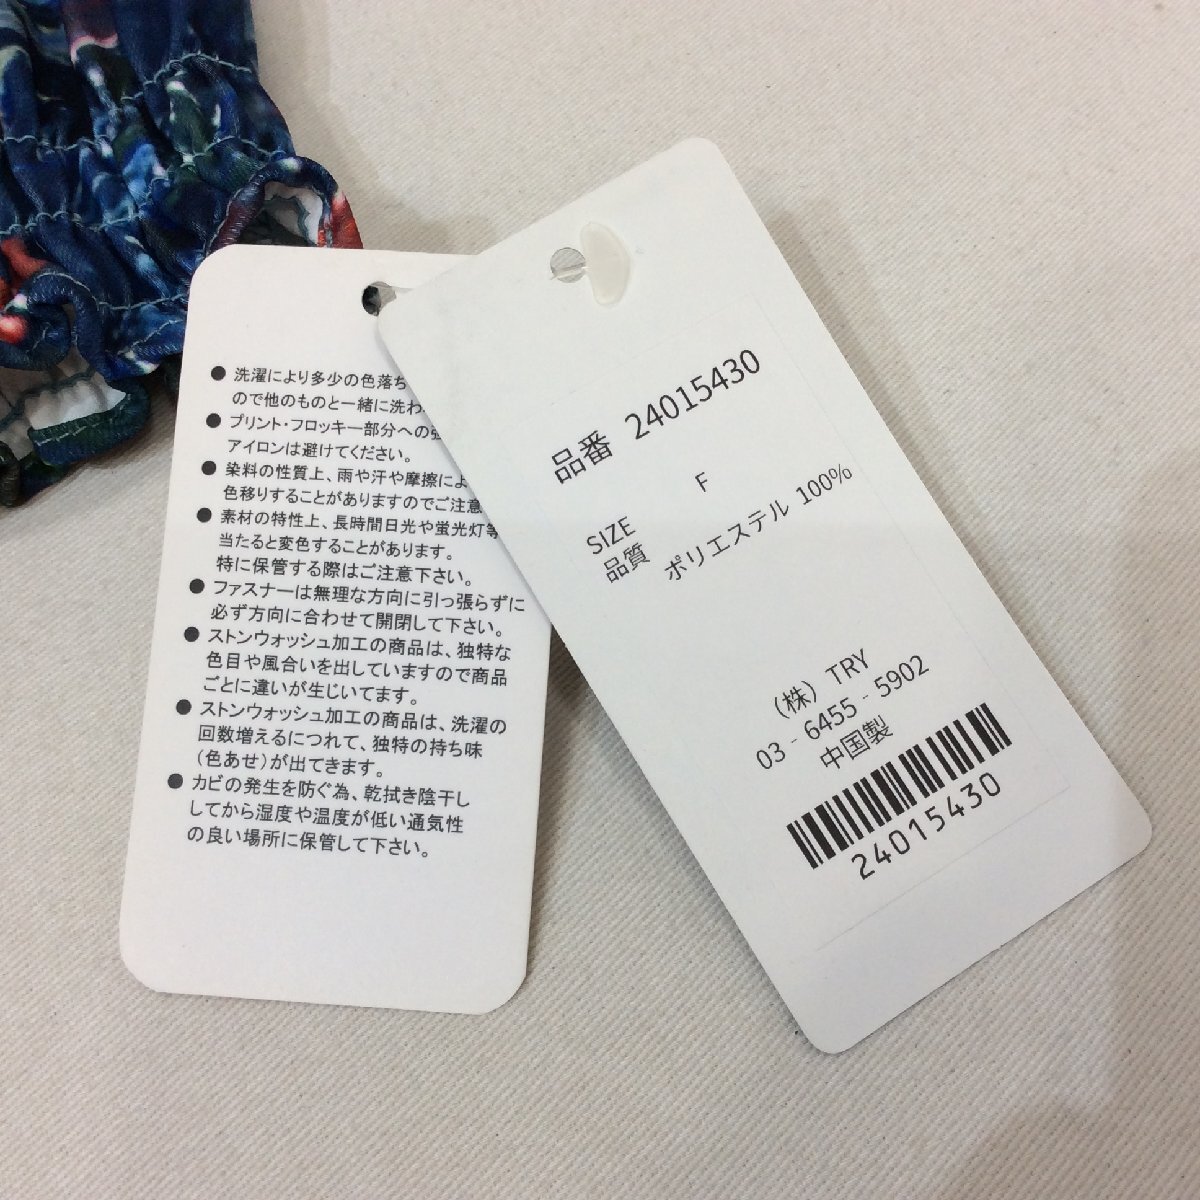 ● 洗濯により多少の色落ち
ので他のものと一緒に洗わ
● プリント・フロッキー部分への
アイロンは避けてください。
● 染料の性質上、雨や汗や摩擦によ
色移りすることがありますのでご注意
● 素材の特性上、長時間日光や蛍光灯等
当たると変色することがあります。
特に保管する際はご注意下さい。
● ファスナーは無理な方向に引っ張らずに
必ず方向に合わせて開閉して下さい。
● ストンウォッシュ加工の商品は、独特な
色目や風合いを出していますので商品
ごとに違いが生じいてます。
● ストンウォッシュ加工の商品は、洗濯の
回数増えるにつれて、独特の持ち味
（色あせ）が出てきます。
● カビの発生を防ぐ為、乾拭き陰干し
してから湿度や温度が低い通気性
の良い場所に保管して下さい。
品番 24015430
SIZE F
品質 ポリエステル 100%
（株）TRY
03-6455-5902
中国製
24015430